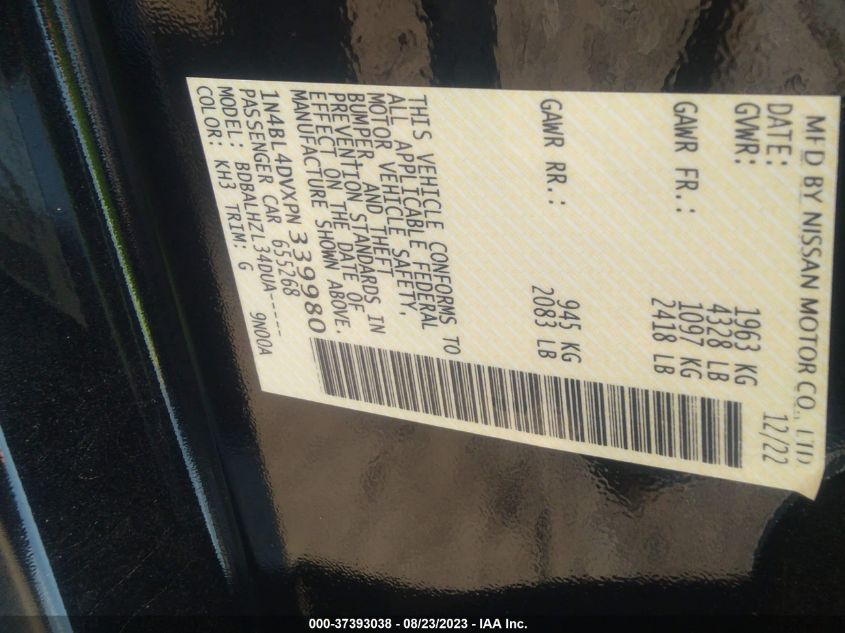 MFD BY NISSAN MOTOR CO., LTD
DATE: 12/22
GVWR: 1963 KG
4328 LB
GAWR FR.: 1097 KG
2418 LB
GAWR RR.: 945 KG
2083 LB
THIS VEHICLE CONFORMS TO
ALL APPLICABLE FEDERAL
MOTOR VEHICLE SAFETY,
BUMPER, AND THEFT
PREVENTION STANDARDS IN
EFFECT ON THE DATE OF
MANUFACTURE SHOWN ABOVE.
1N4BL4DVXPN339980
PASSENGER CAR 655268
MODEL: BDBALHZL34DUA-----
COLOR: KH3 TRIM: G 9N00A
000-37393038 - 08/23/2023 - IAA Inc.